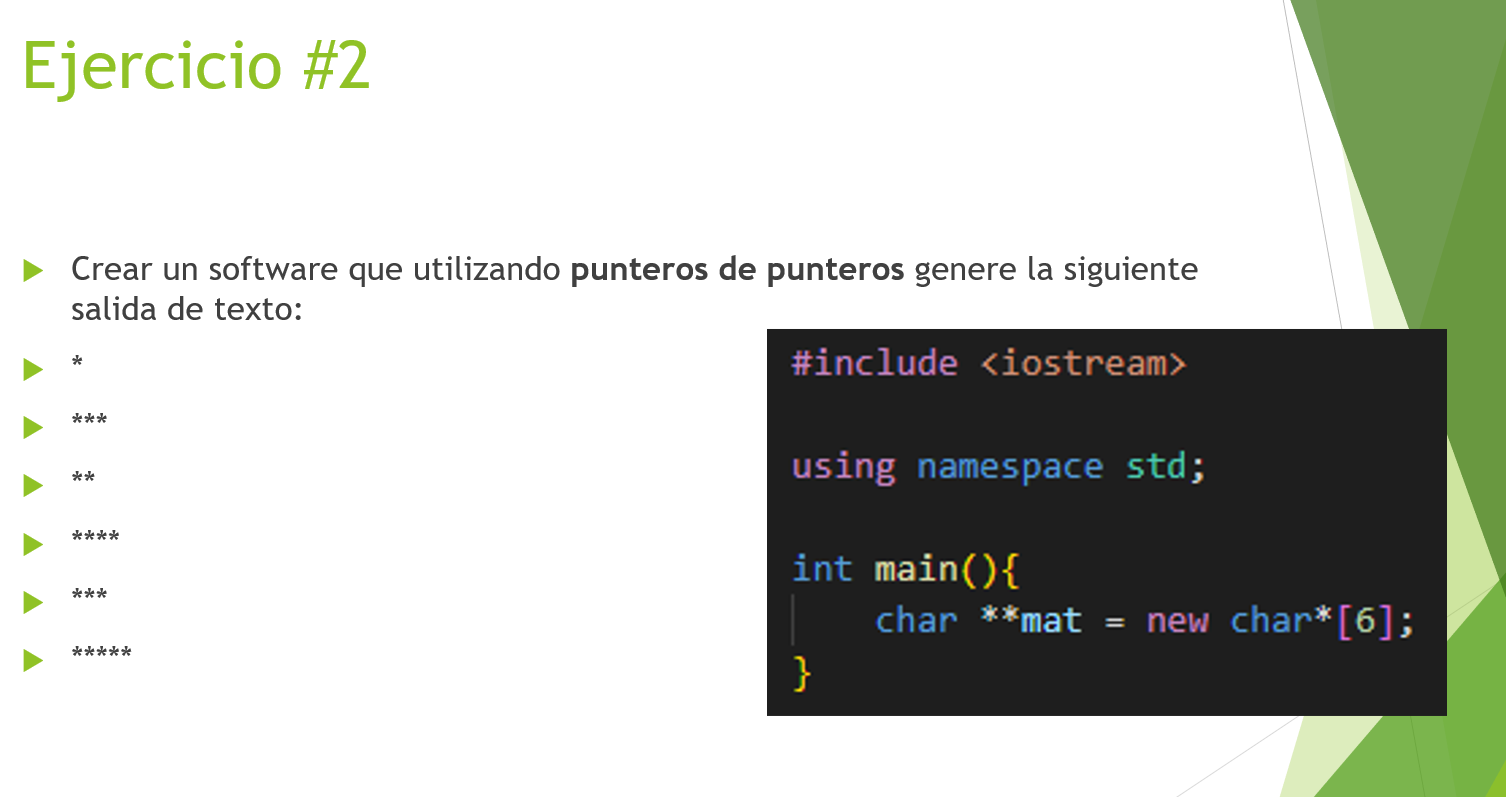 Ejercicio #2
Crear un software que utilizando punteros de punteros genere la siguiente
salida de texto:
*
***
**
****
***
*****
#include <iostream>
using namespace std;
int main(){
    char **mat = new char*[6];
}